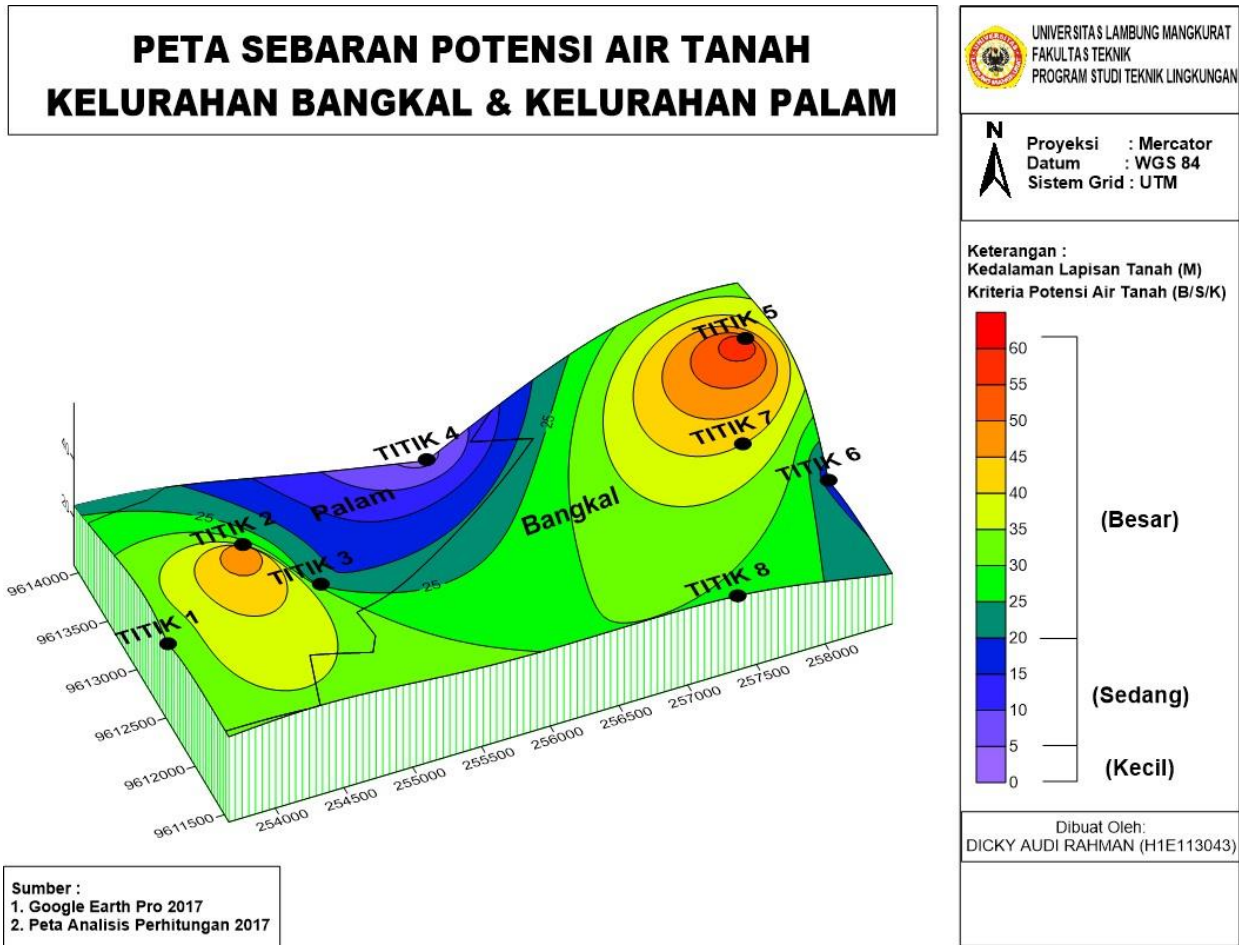 PETA SEBARAN POTENSI AIR TANAH
KELURAHAN BANGKAL & KELURAHAN PALAM
UNIVERSITAS LAMBUNG MANGKURAT
FAKULTAS TEKNIK
PROGRAM STUDI TEKNIK LINGKUNGAN
N
Proyeksi : Mercator
Datum : WGS 84
Sistem Grid : UTM
Keterangan :
Kedalaman Lapisan Tanah (M)
Kriteria Potensi Air Tanah (B/S/K)
60
55
50
45
40
35
30
25
20
15
10
5
0
(Besar)
(Sedang)
(Kecil)
TITIK 5
TITIK 4
TITIK 7
TITIK 6
Palam
Bangkal
25
25
25
TITIK 2
TITIK 3
TITIK 8
TITIK 1
9614000
9613500
9613000
9612500
9612000
9611500
254000
254500
255000
255500
256000
256500
257000
257500
258000
Dibuat Oleh:
DICKY AUDI RAHMAN (H1E113043)
Sumber :
1. Google Earth Pro 2017
2. Peta Analisis Perhitungan 2017